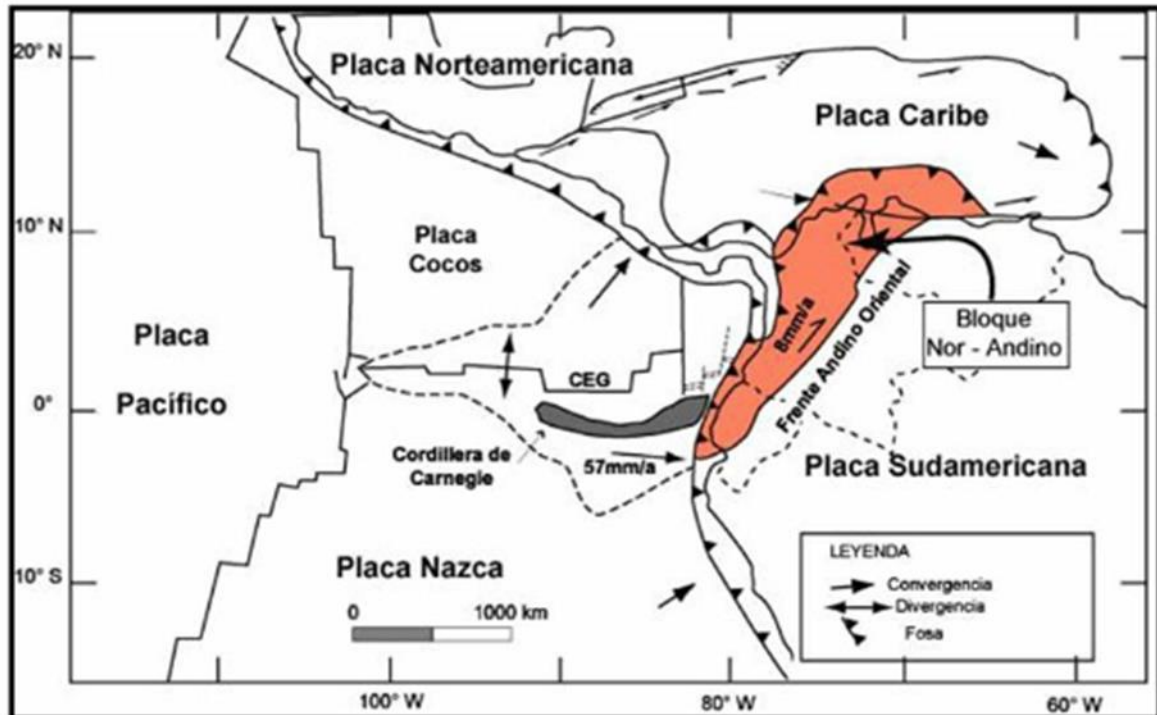 20° N
Placa Norteamericana
Placa Caribe
10° N
Placa
Cocos
8mm/a
Frente Andino Oriental
Bloque
Nor - Andino
Placa
Pacífico
CEG
0°
Cordillera de
Carnegie
57mm/a
Placa Sudamericana
LEYENDA
Convergencia
Divergencia
Fosa
Placa Nazca
10° S
0
1000 km
100° W
80° W
60° W